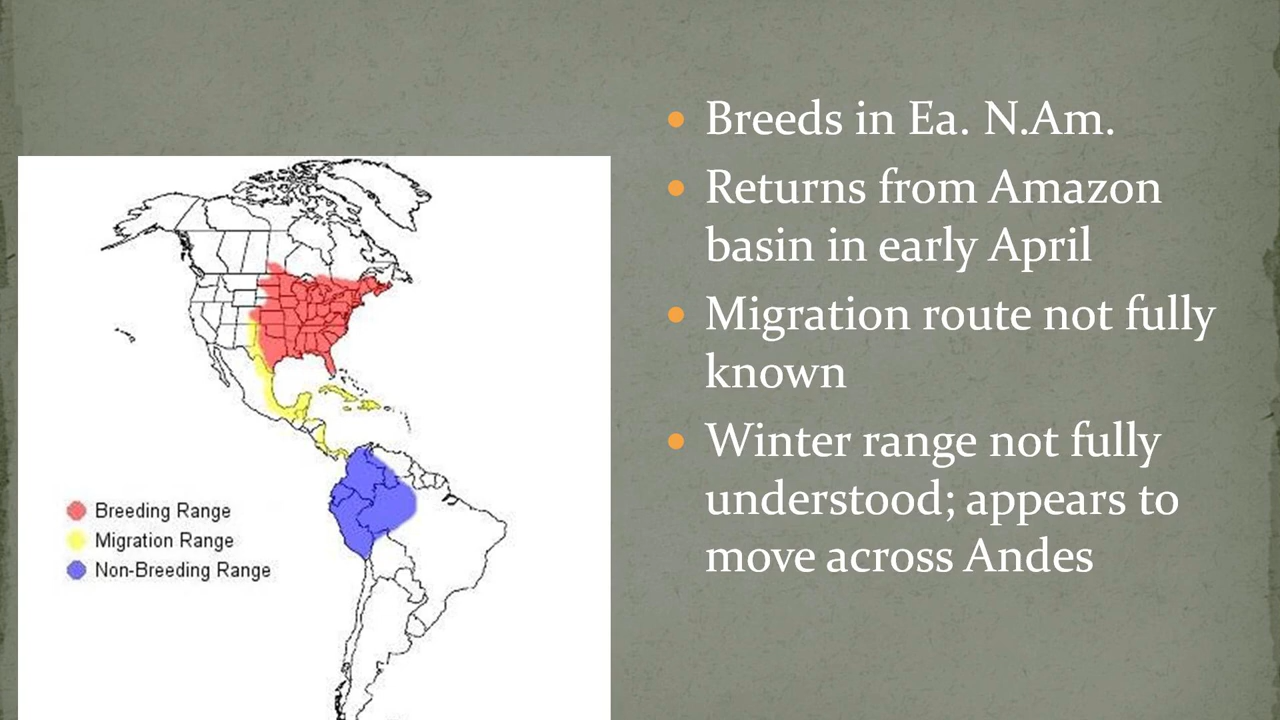 Breeds in Ea. N.Am.
Returns from Amazon
basin in early April
Migration route not fully
known
Winter range not fully
understood; appears to
move across Andes
Breeding Range
Migration Range
Non-Breeding Range